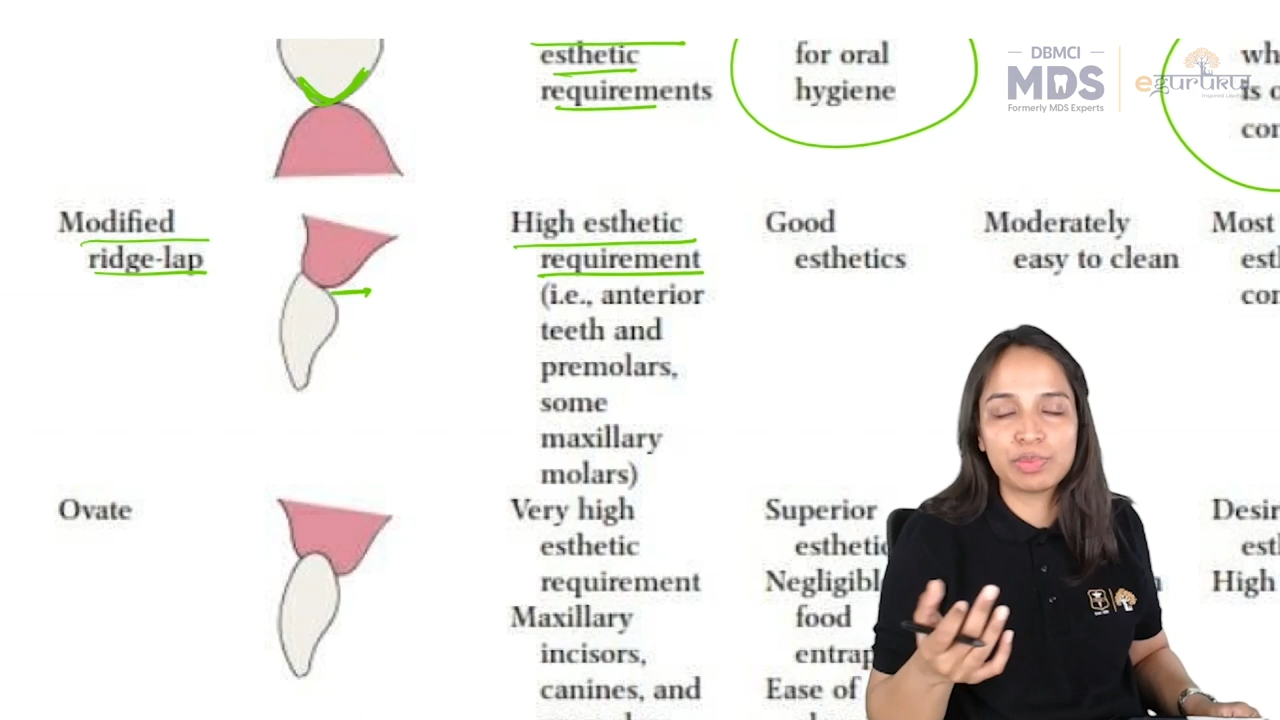 esthetic
requirements
for oral
hygiene
DBMCI
MDS
Formerly MDS Experts
egurukul
Modified
ridge-lap
High esthetic
requirement
(i.e., anterior
teeth and
premolars,
some
maxillary
molars)
Good
esthetics
Moderately
easy to clean
Most
Ovate
Very high
esthetic
requirement
Maxillary
incisors,
canines, and
Superior
food
Ease of
High